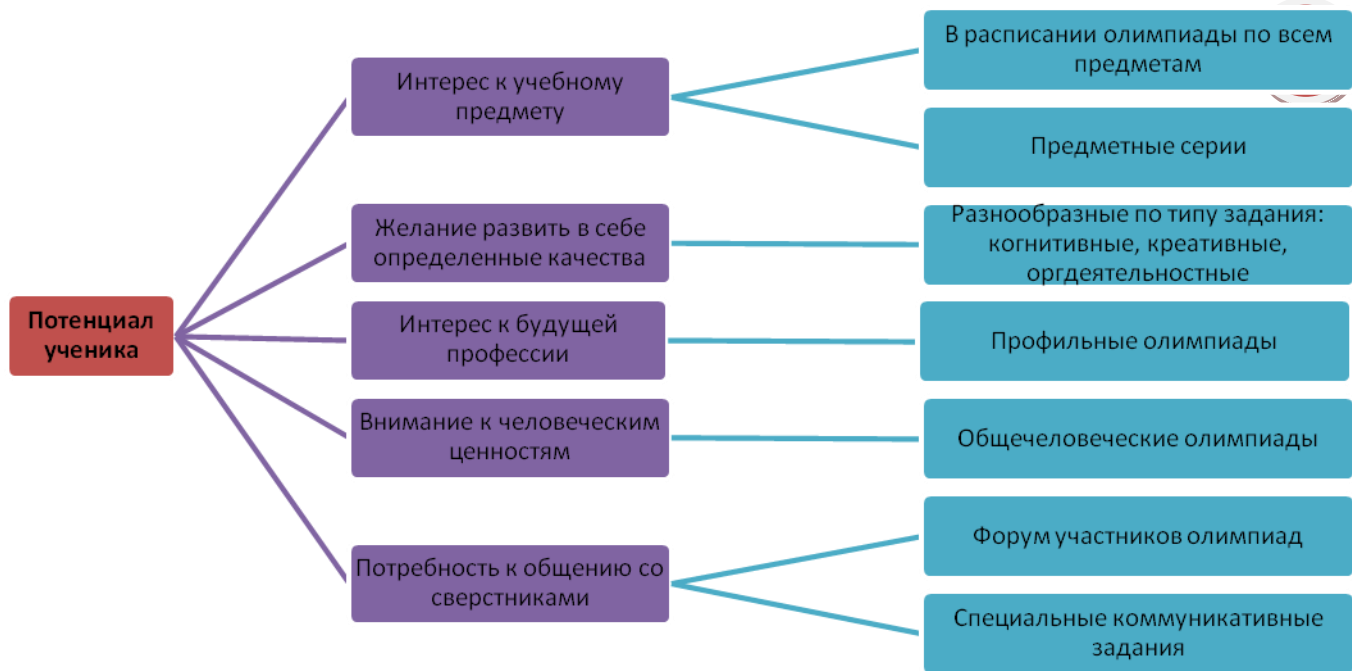 Потенциал
ученика
Интерес к учебному
предмету
Желание развить в себе
определенные качества
Интерес к будущей
профессии
Внимание к человеческим
ценностям
Потребность к общению со
сверстниками
В расписании олимпиады по всем
предметам
Предметные серии
Разнообразные по типу задания:
когнитивные, креативные,
оргдеятельностные
Профильные олимпиады
Общечеловеческие олимпиады
Форум участников олимпиад
Специальные коммуникативные
задания